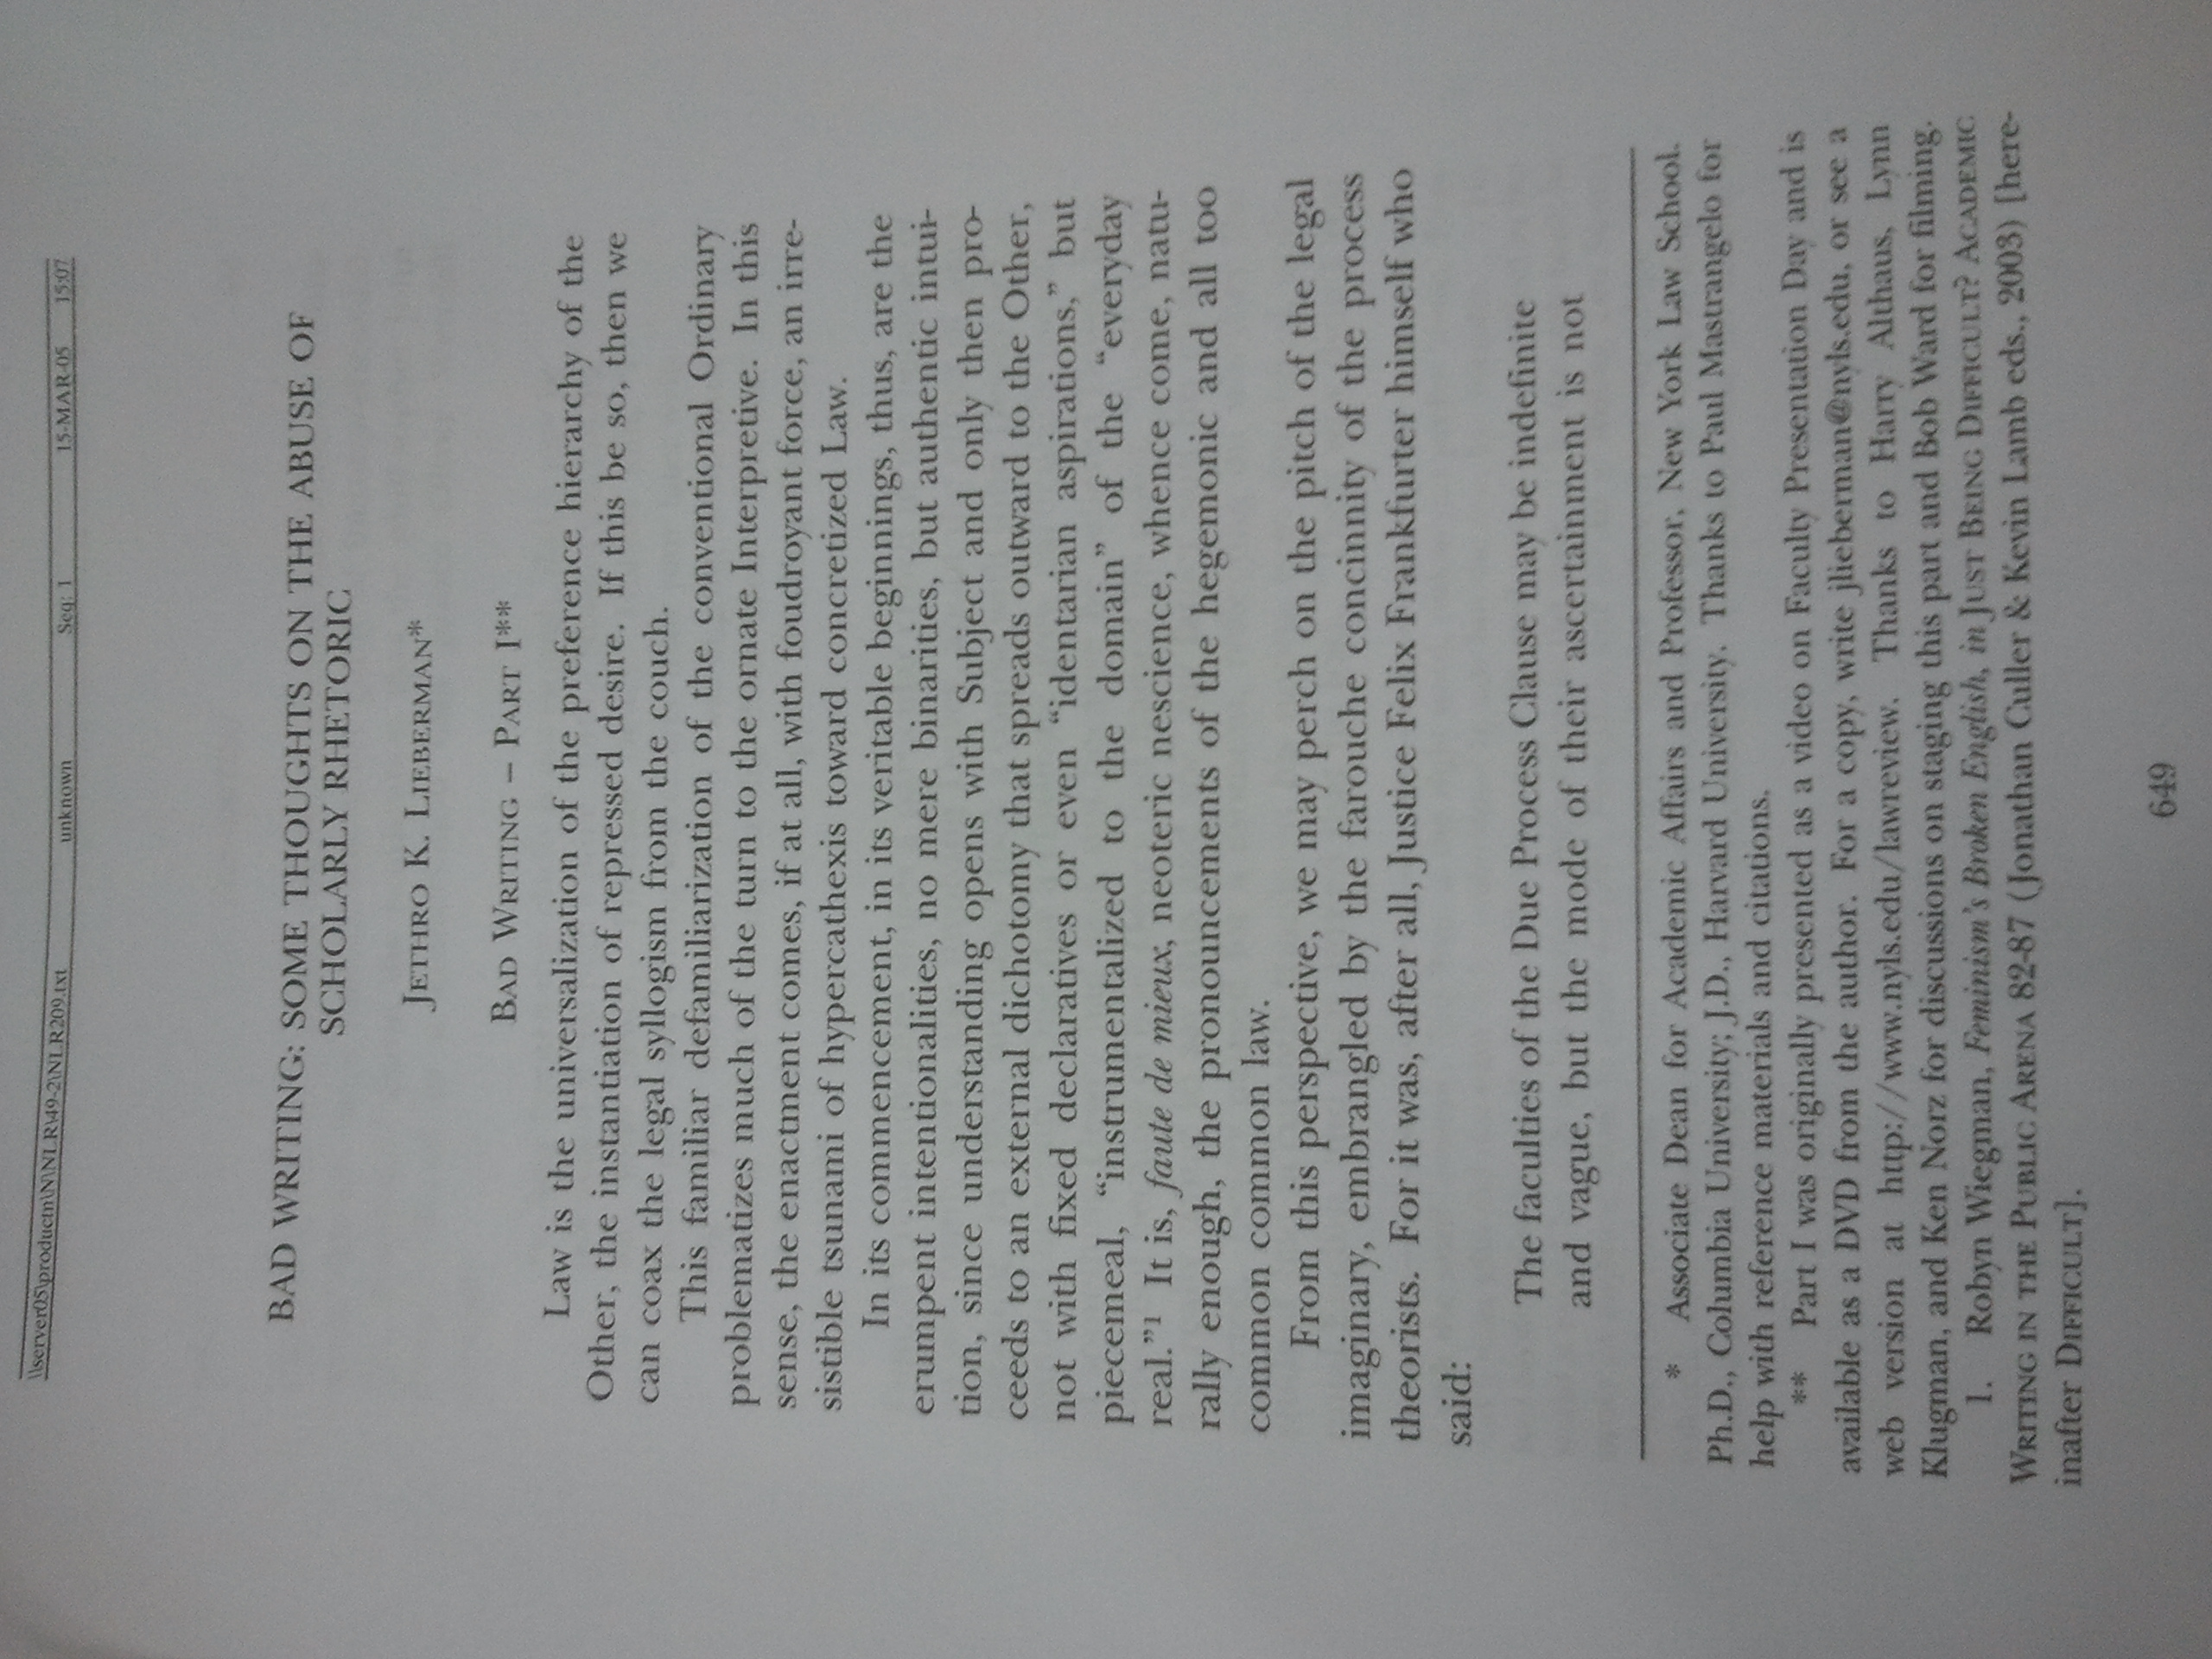 \\server05\productn\N\NLR\49-2\NLR209.txt unknown Seq: 1 15-MAR-05 15:07
BAD WRITING: SOME THOUGHTS ON THE ABUSE OF
SCHOLARLY RHETORIC
JETHRO K. LIEBERMAN*
BAD WRITING – PART I**
Law is the universalization of the preference hierarchy of the
Other, the instantiation of repressed desire. If this be so, then we
can coax the legal syllogism from the couch.
This familiar defamiliarization of the conventional Ordinary
problematizes much of the turn to the ornate Interpretive. In this
sense, the enactment comes, if at all, with foudroyant force, an irre-
sistible tsunami of hypercathexis toward concretized Law.
In its commencement, in its veritable beginnings, thus, are the
erumpent intentionalities, no mere binarities, but authentic intui-
tion, since understanding opens with Subject and only then pro-
ceeds to an external dichotomy that spreads outward to the Other,
not with fixed declaratives or even “identarian aspirations,” but
piecemeal, “instrumentalized to the domain” of the “everyday
real.”1 It is, faute de mieux, neoteric nescience, whence come, natu-
rally enough, the pronouncements of the hegemonic and all too
common common law.
From this perspective, we may perch on the pitch of the legal
imaginary, embrangled by the farouche concinnity of the process
theorists. For it was, after all, Justice Felix Frankfurter himself who
said:
The faculties of the Due Process Clause may be indefinite
and vague, but the mode of their ascertainment is not
* Associate Dean for Academic Affairs and Professor, New York Law School.
Ph.D., Columbia University; J.D., Harvard University. Thanks to Paul Mastrangelo for
help with reference materials and citations.
** Part I was originally presented as a video on Faculty Presentation Day and is
available as a DVD from the author. For a copy, write jlieberman@nyls.edu, or see a
web version at http://www.nyls.edu/lawreview. Thanks to Harry Althaus, Lynn
Klugman, and Ken Norz for discussions on staging this part and Bob Ward for filming.
1. Robyn Wiegman, Feminism’s Broken English, in JUST BEING DIFFICULT? ACADEMIC
WRITING IN THE PUBLIC ARENA 82-87 (Jonathan Culler & Kevin Lamb eds., 2003) [here-
inafter DIFFICULT].
649